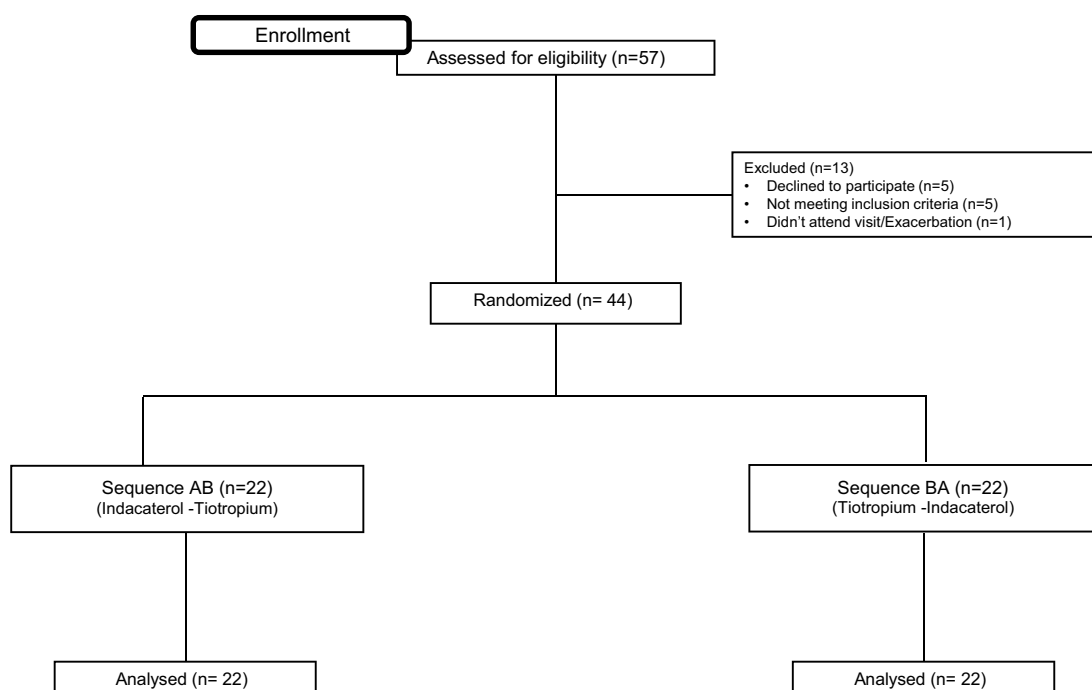 Enrollment
Assessed for eligibility (n=57)
Excluded (n=13)
• Declined to participate (n=5)
• Not meeting inclusion criteria (n=5)
• Didn't attend visit/Exacerbation (n=1)
Randomized (n= 44)
Sequence AB (n=22)
(Indacaterol -Tiotropium)
Sequence BA (n=22)
(Tiotropium -Indacaterol)
Analysed (n= 22)
Analysed (n= 22)